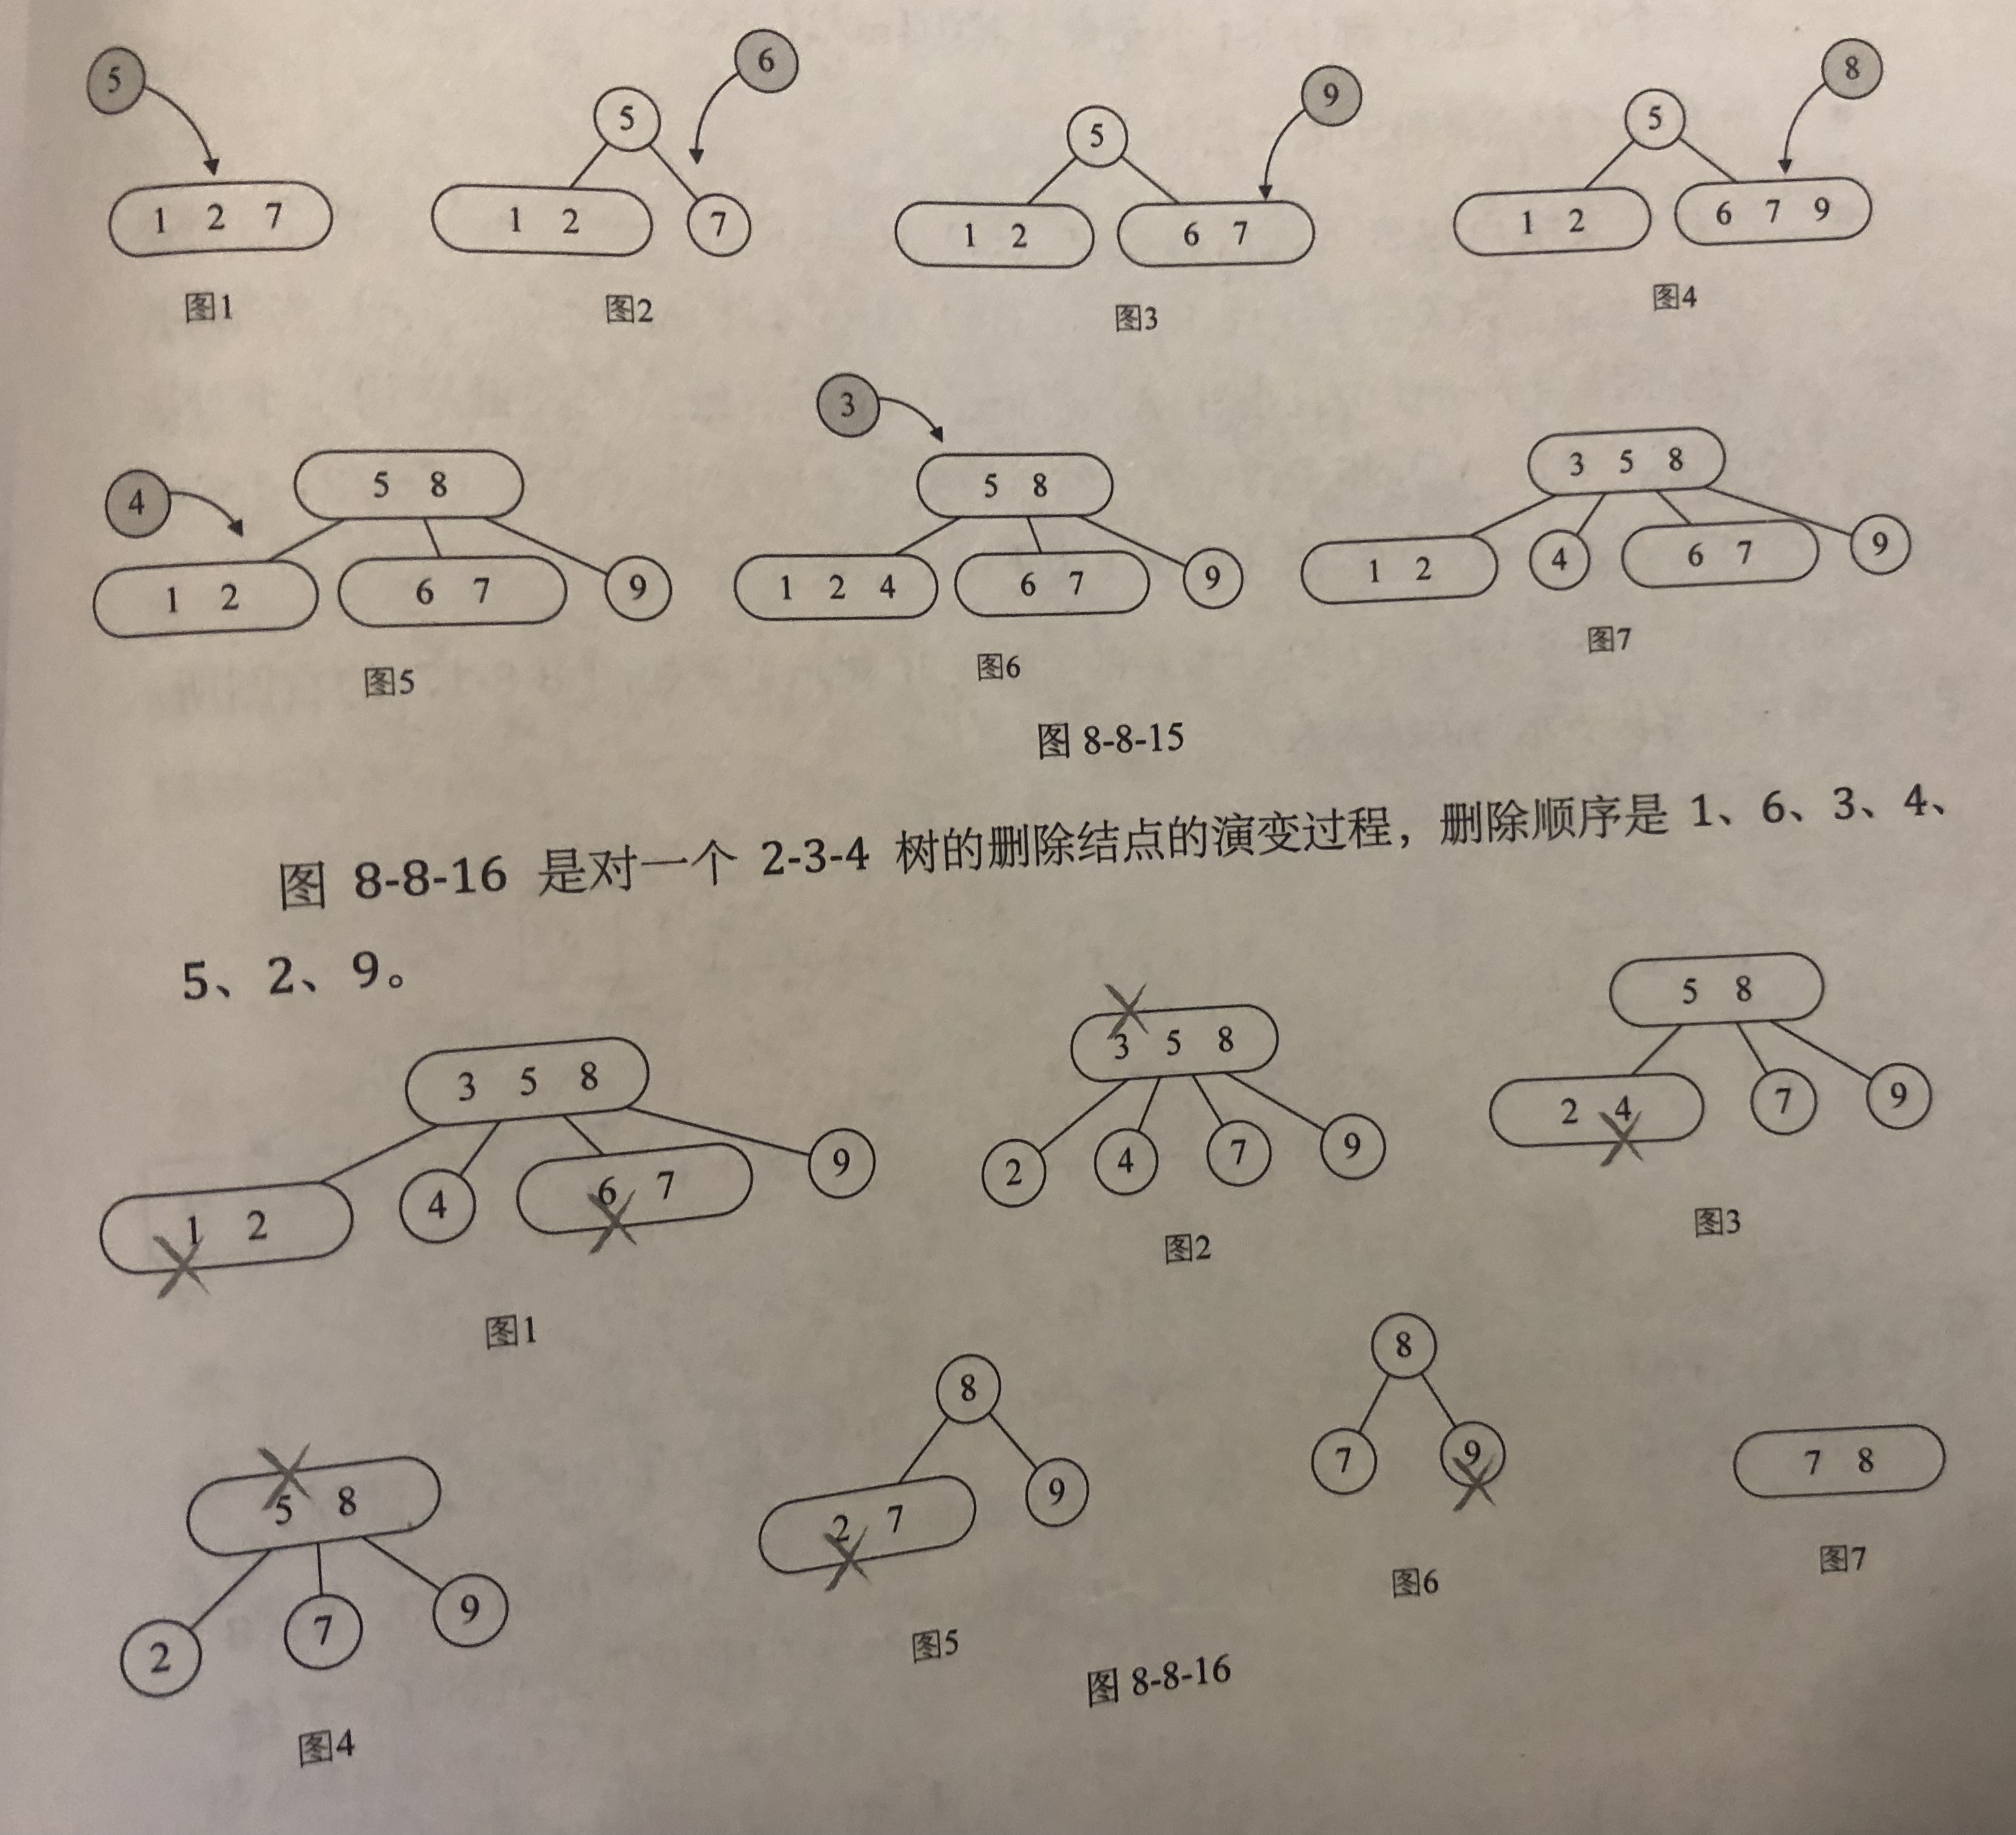 5 6 9 8
5 5 5
1 2 7 1 2 7 1 2 6 7 1 2 6 7 9
图1 图2 图3 图4
3
4 5 8 5 8 3 5 8
1 2 6 7 9 1 2 4 6 7 9 1 2 4 6 7 9
图5 图6 图7
图 8-8-15
图 8-8-16 是对一个 2-3-4 树的删除结点的演变过程，删除顺序是 1、6、3、4、
5、2、9。
3 5 8 3 5 8 5 8
1 2 4 6 7 9 2 4 7 9 2 4 7 9
图1 图2 图3
5 8 8 8
2 7 9 2 7 9 7 9 7 8
图4 图5 图6 图7
图 8-8-16